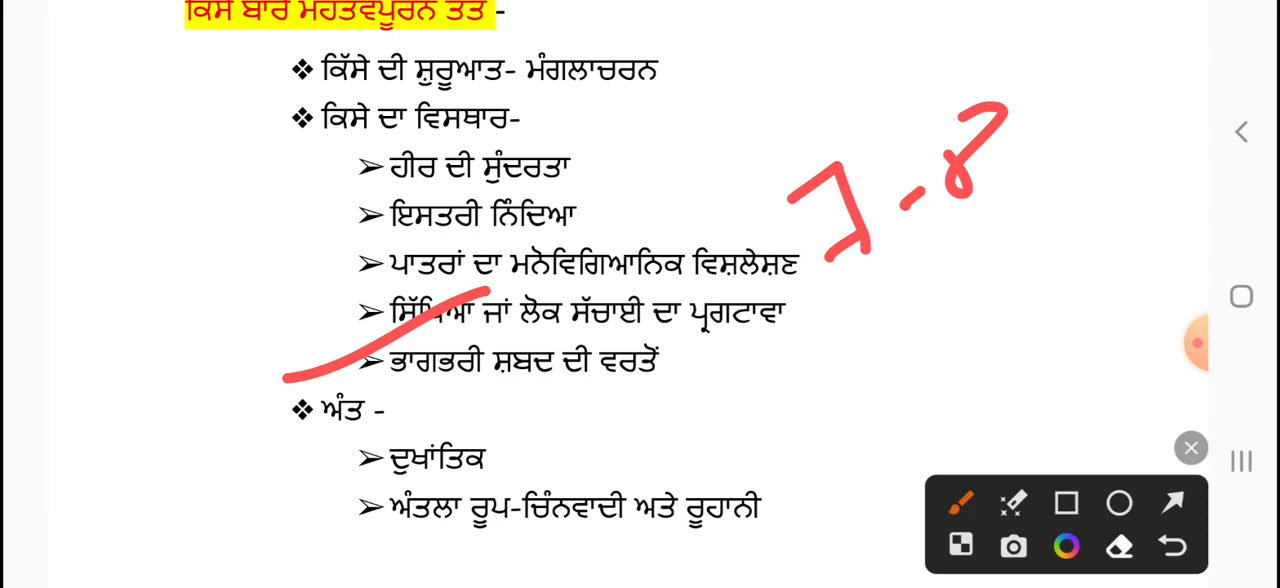 ਕਿਸੇ ਬਾਰੇ ਮਹੱਤਵਪੂਰਨ ਤੱਤ -
❖ ਕਿੱਸੇ ਦੀ ਸ਼ੁਰੂਆਤ- ਮੰਗਲਾਚਰਨ
❖ ਕਿਸੇ ਦਾ ਵਿਸਥਾਰ-
➢ ਹੀਰ ਦੀ ਸੁੰਦਰਤਾ
➢ ਇਸਤਰੀ ਨਿੰਦਿਆ
➢ ਪਾਤਰਾਂ ਦਾ ਮਨੋਵਿਗਿਆਨਿਕ ਵਿਸ਼ਲੇਸ਼ਣ
➢ ਸਿੱਖਿਆ ਜਾਂ ਲੋਕ ਸੱਚਾਈ ਦਾ ਪ੍ਰਗਟਾਵਾ
➢ ਭਾਗਭਰੀ ਸ਼ਬਦ ਦੀ ਵਰਤੋਂ
❖ ਅੰਤ -
➢ ਦੁਖਾਂਤਿਕ
➢ ਅੰਤਲਾ ਰੂਪ-ਚਿੰਨਵਾਦੀ ਅਤੇ ਰੂਹਾਨੀ